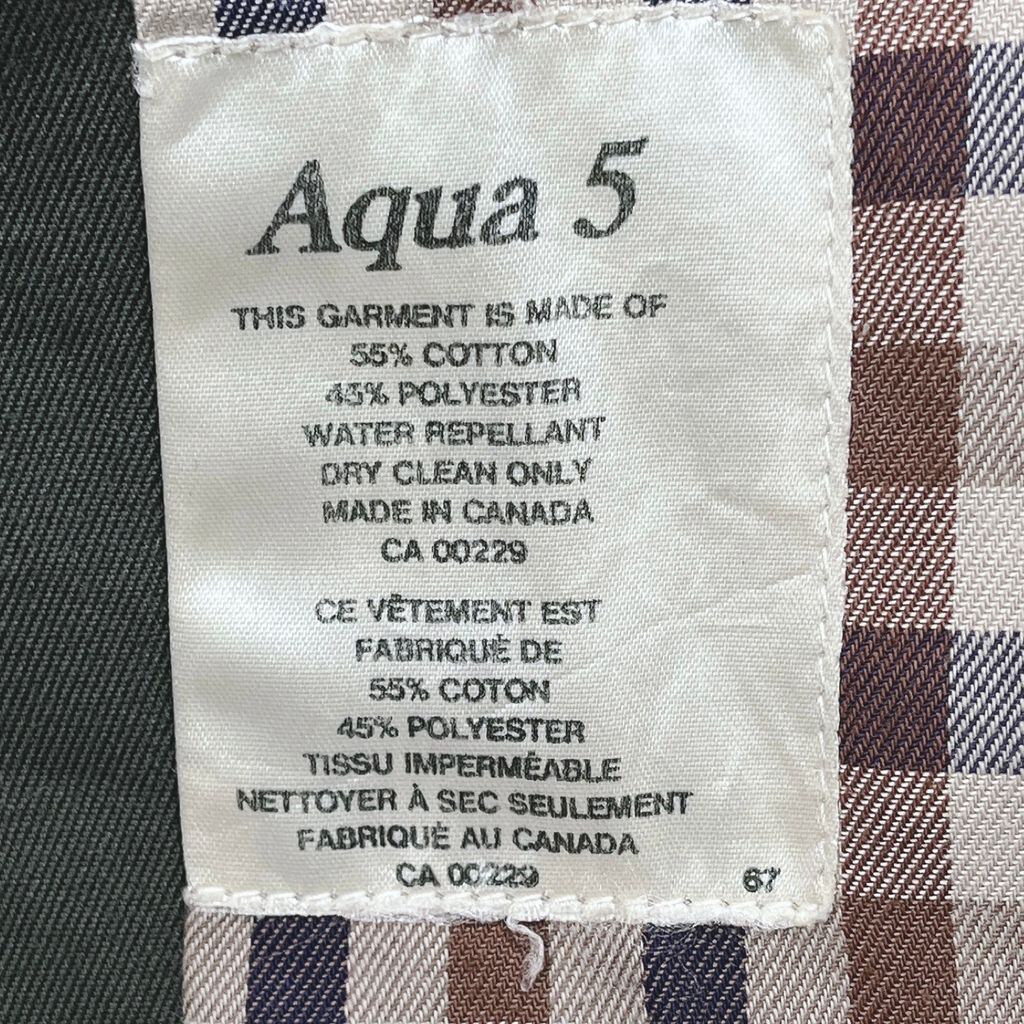 Aqua 5
THIS GARMENT IS MADE OF
55% COTTON
45% POLYESTER
WATER REPELLANT
DRY CLEAN ONLY
MADE IN CANADA
CA 00229
CE VÊTEMENT EST
FABRIQUÉ DE
55% COTON
45% POLYESTER
TISSU IMPERMÉABLE
NETTOYER À SEC SEULEMENT
FABRIQUÉ AU CANADA
CA 00229
67